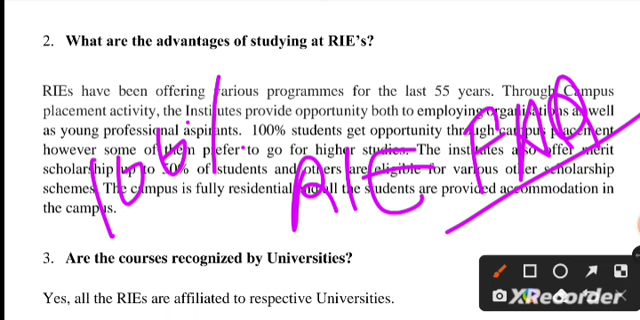 2. What are the advantages of studying at RIE's?
RIEs have been offering various programmes for the last 55 years. Through Campus
placement activity, the Institutes provide opportunity both to employing organisations as well
as young professional aspirants. 100% students get opportunity through campus placement
however some of them prefer to go for higher studies. The institutes also offer merit
scholarship up to 50% of students and others are eligible for various other scholarship
schemes. The campus is fully residential and all the students are provided accommodation in
the campus.
RIE FAQ
3. Are the courses recognized by Universities?
Yes, all the RIEs are affiliated to respective Universities.
XRecorder